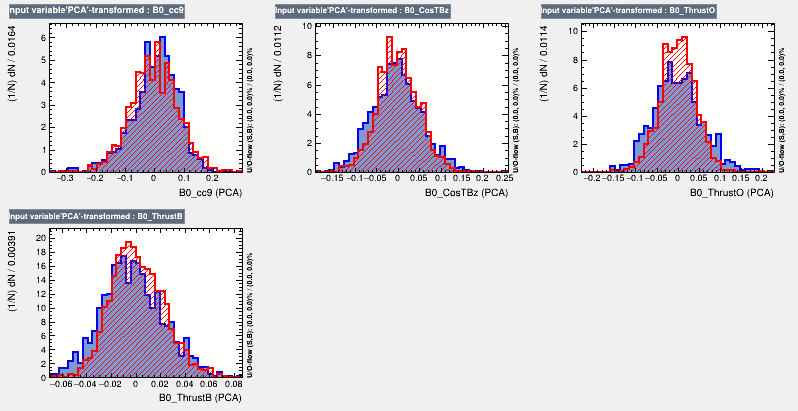 Input variable'PCA'-transformed : B0_cc9
(1/N) dN / 0.0164
6
5
4
3
2
1
0
−0.3 −0.2 −0.1 0 0.1 0.2
B0_cc9 (PCA)
U/O-flow (S,B): (0.0, 0.0)% / (0.0, 0.0)%
Input variable'PCA'-transformed : B0_CosTBz
(1/N) dN / 0.0112
10
8
6
4
2
0
−0.15 −0.1 −0.05 0 0.05 0.1 0.15 0.2 0.25
B0_CosTBz (PCA)
U/O-flow (S,B): (0.0, 0.0)% / (0.0, 0.0)%
Input variable'PCA'-transformed : B0_ThrustO
(1/N) dN / 0.0114
10
8
6
4
2
0
−0.2 −0.15 −0.1 −0.05 0 0.05 0.1 0.15 0.2
B0_ThrustO (PCA)
U/O-flow (S,B): (0.0, 0.0)% / (0.0, 0.0)%
Input variable'PCA'-transformed : B0_ThrustB
(1/N) dN / 0.00391
20
18
16
14
12
10
8
6
4
2
0
−0.06 −0.04 −0.02 0 0.02 0.04 0.06 0.08
B0_ThrustB (PCA)
U/O-flow (S,B): (0.0, 0.0)% / (0.0, 0.0)%